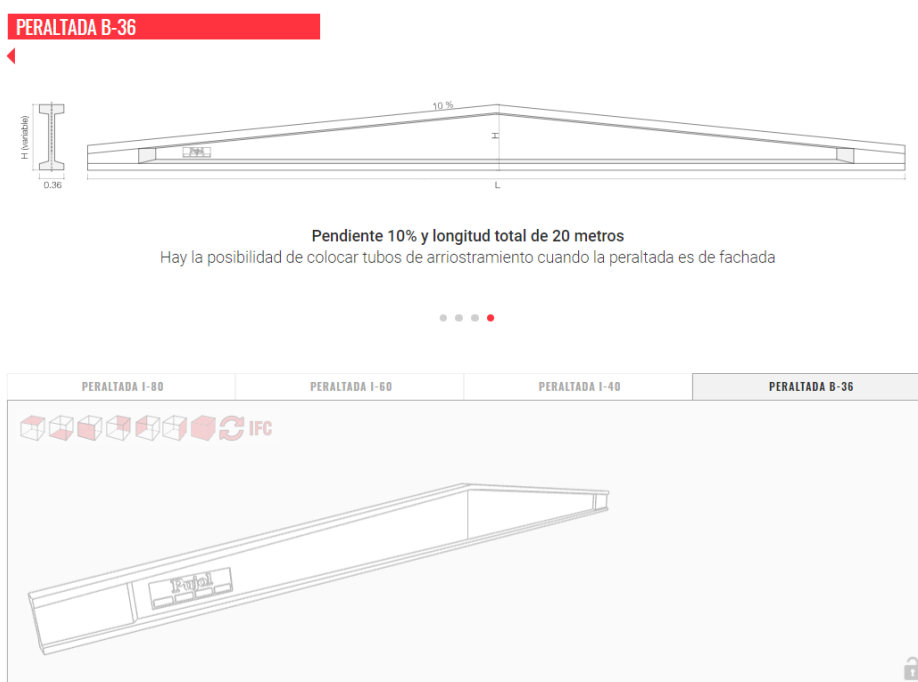 PERALTADA B-36
10 %
H (variable)
H
0.36
L
Pendiente 10% y longitud total de 20 metros
Hay la posibilidad de colocar tubos de arriostramiento cuando la peraltada es de fachada
PERALTADA I-80
PERALTADA I-60
PERALTADA I-40
PERALTADA B-36
IFC
Pujol